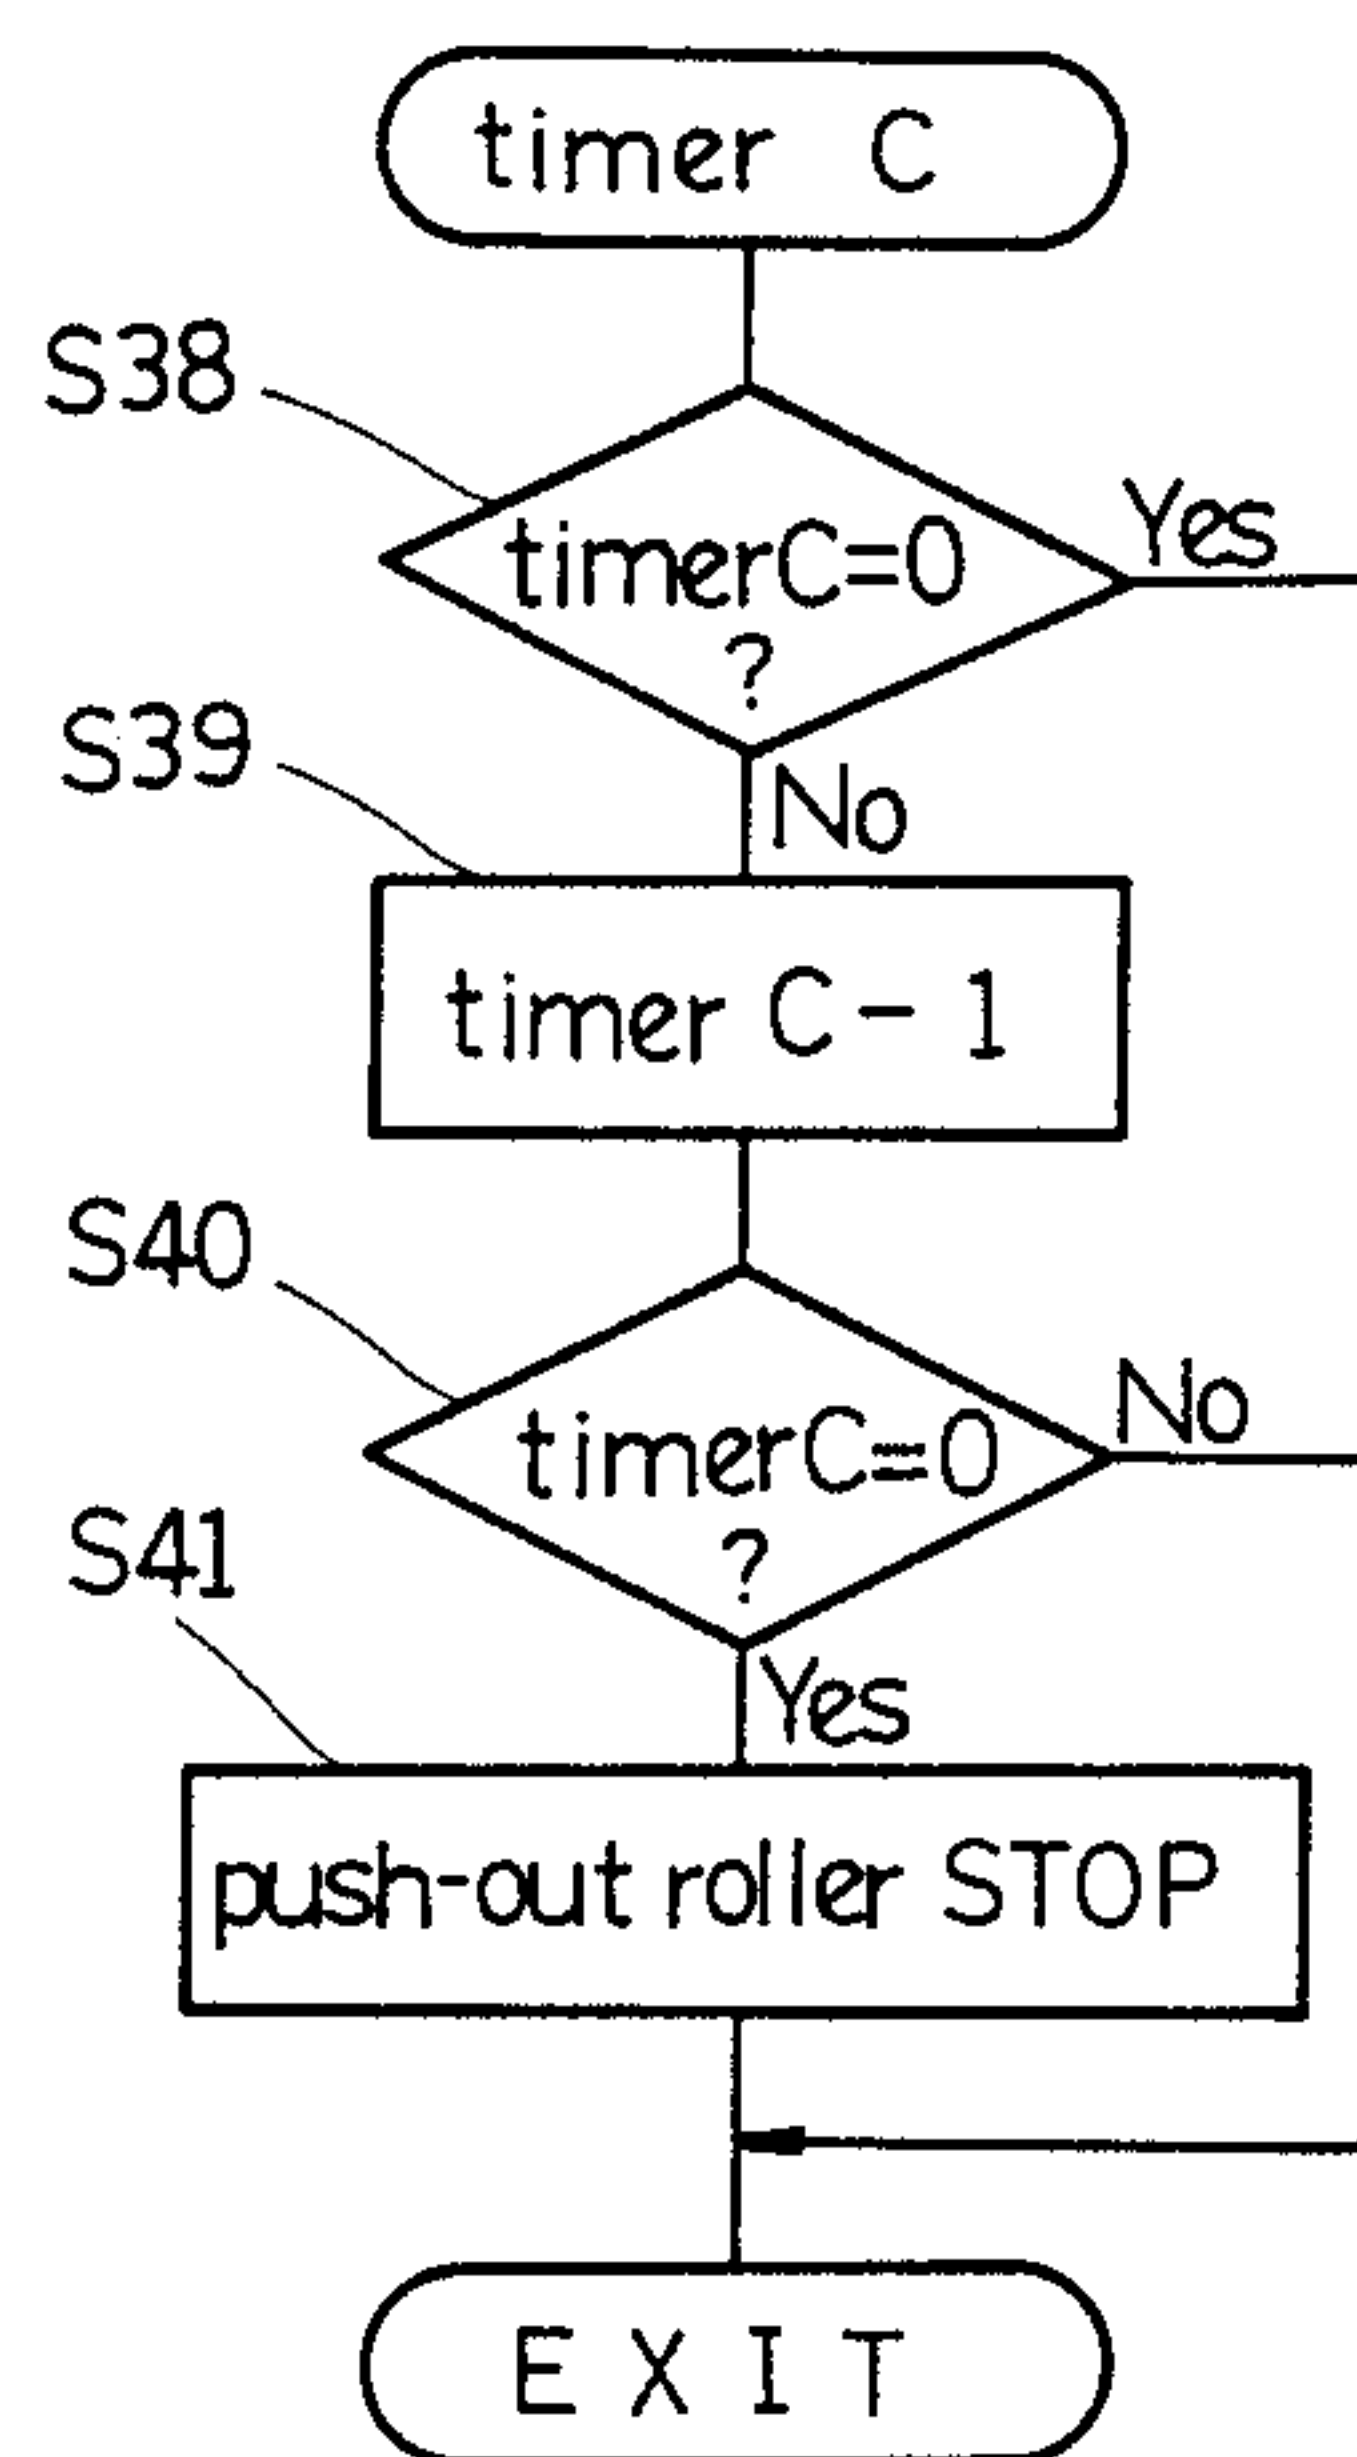 timer C
S38
timerC=0
?
Yes
S39
No
timer C-1
S40
timerC=0
?
No
S41
Yes
push-out roller STOP
EXIT